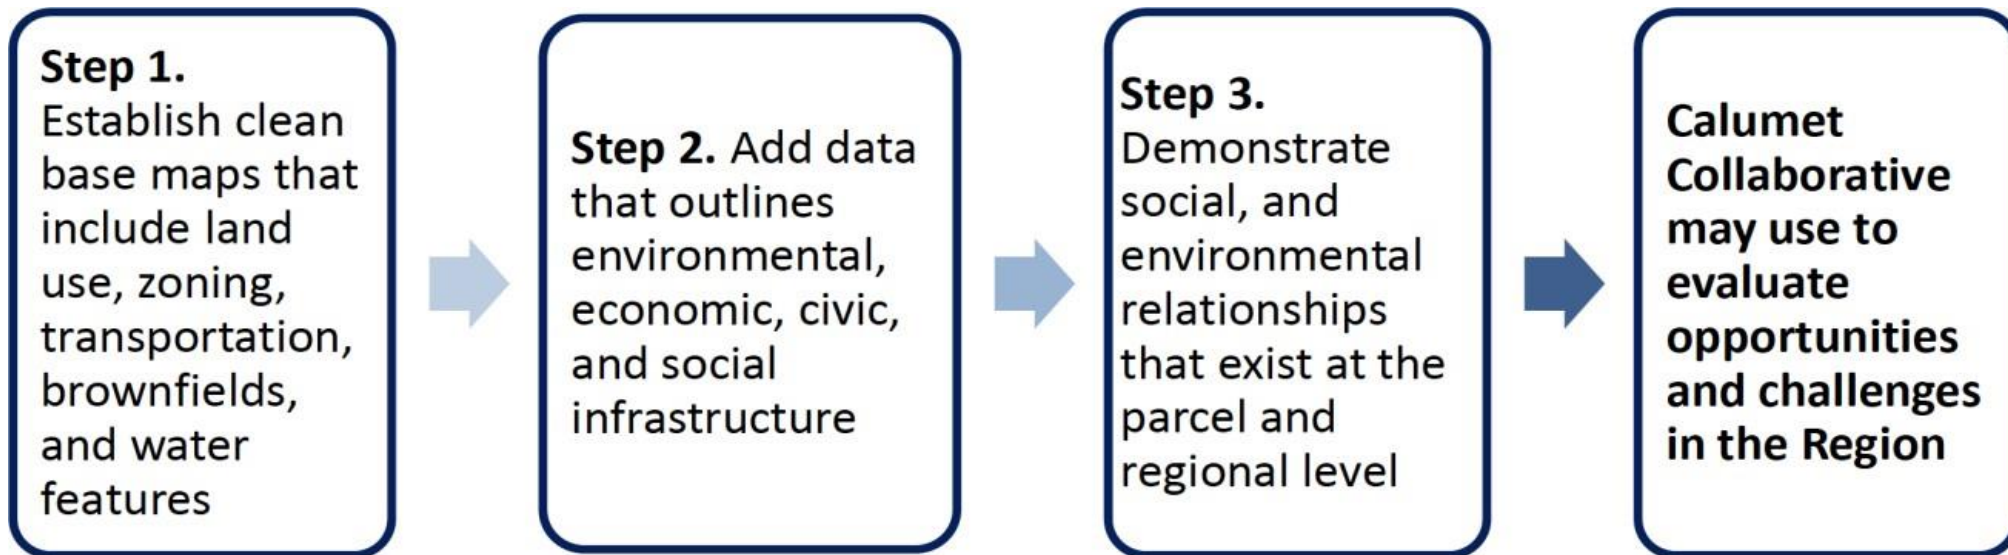 Step 1.
Establish clean
base maps that
include land
use, zoning,
transportation,
brownfields,
and water
features
Step 2. Add data
that outlines
environmental,
economic, civic,
and social
infrastructure
Step 3.
Demonstrate
social, and
environmental
relationships
that exist at the
parcel and
regional level
Calumet
Collaborative
may use to
evaluate
opportunities
and challenges
in the Region